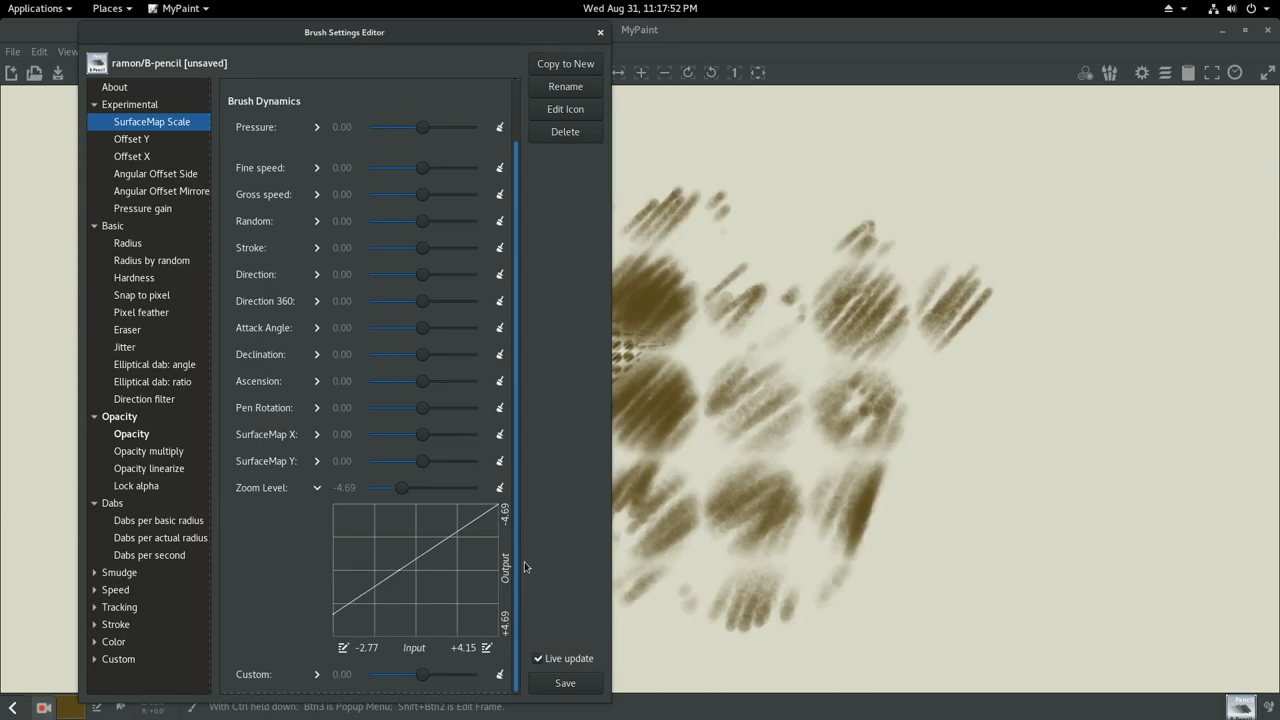 Applications Places MyPaint Wed Aug 31, 11:17:52 PM
Brush Settings Editor
MyPaint
File Edit View
ramon/B-pencil [unsaved]
Copy to New
Rename
Edit Icon
Delete
About
Experimental
SurfaceMap Scale
Offset Y
Offset X
Angular Offset Side
Angular Offset Mirrore
Pressure gain
Basic
Radius
Radius by random
Hardness
Snap to pixel
Pixel feather
Eraser
Jitter
Elliptical dab: angle
Elliptical dab: ratio
Direction filter
Opacity
Opacity
Opacity multiply
Opacity linearize
Lock alpha
Dabs
Dabs per basic radius
Dabs per actual radius
Dabs per second
Smudge
Speed
Tracking
Stroke
Color
Custom
Brush Dynamics
Pressure: 0.00
Fine speed: 0.00
Gross speed: 0.00
Random: 0.00
Stroke: 0.00
Direction: 0.00
Direction 360: 0.00
Attack Angle: 0.00
Declination: 0.00
Ascension: 0.00
Pen Rotation: 0.00
SurfaceMap X: 0.00
SurfaceMap Y: 0.00
Zoom Level: -4.69
-4.69
Output
+4.69
-2.77 Input +4.15
Custom: 0.00
Live update
Save
With Ctrl held down: Btn3 is Popup Menu; Shift+Btn2 is Edit Frame.